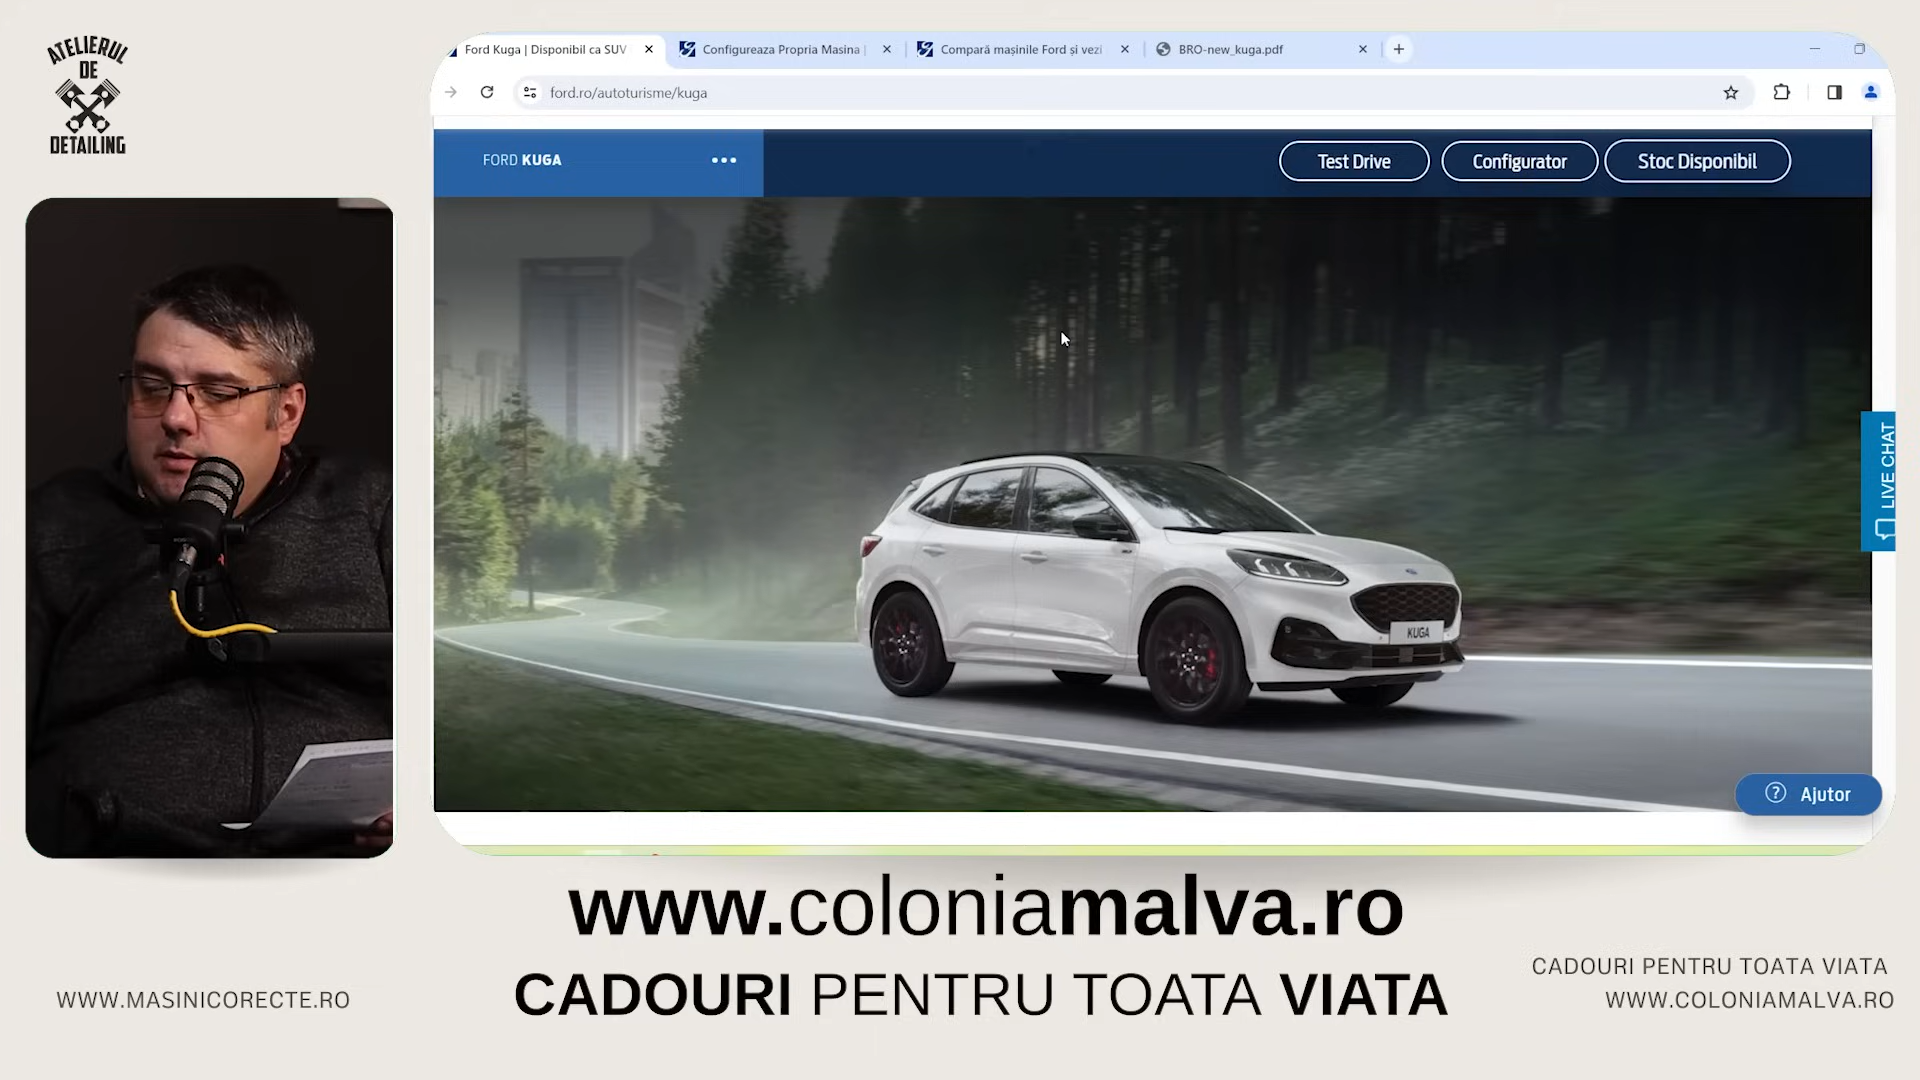 ATELIERUL
DE
DETAILING
Ford Kuga | Disponibil ca SUV
Configureaza Propria Masina |
Compară mașinile Ford și vezi
BRO-new_kuga.pdf
ford.ro/autoturisme/kuga
FORD KUGA
Test Drive
Configurator
Stoc Disponibil
LIVE CHAT
KUGA
Ajutor
www.coloniamalva.ro
CADOURI PENTRU TOATA VIATA
WWW.MASINICORECTE.RO
CADOURI PENTRU TOATA VIATA
WWW.COLONIAMALVA.RO